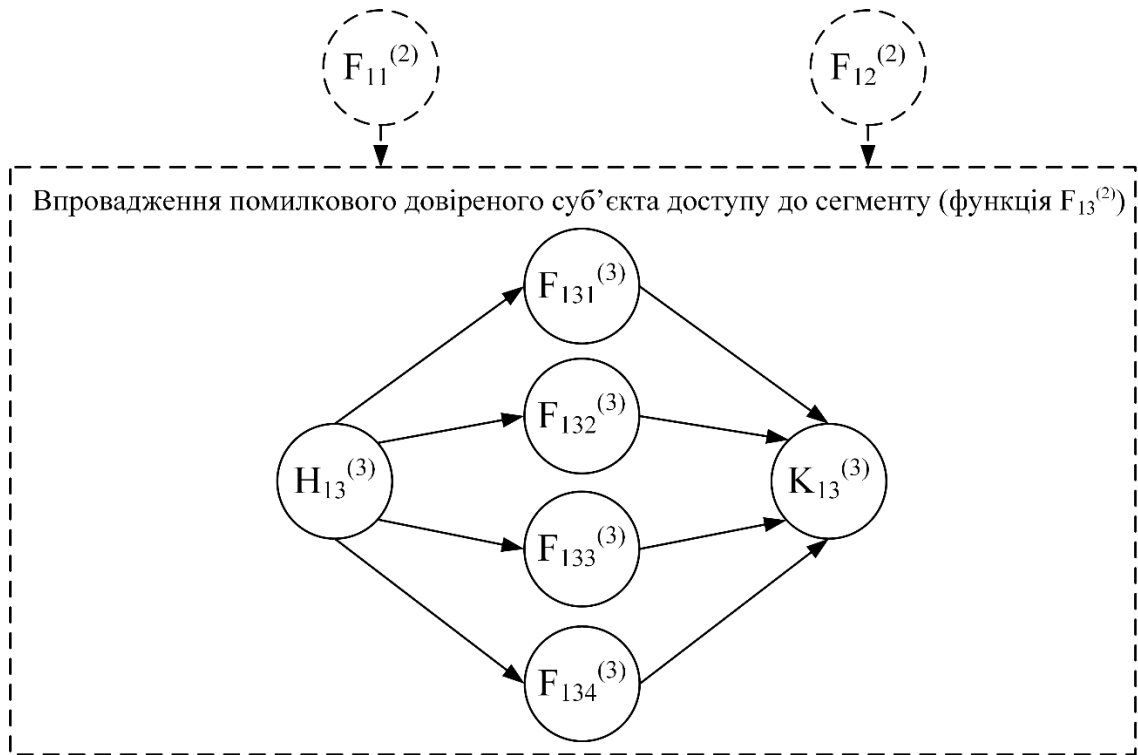 F₁₁⁽²⁾ F₁₂⁽²⁾
Впровадження помилкового довіреного суб’єкта доступу до сегменту (функція F₁₃⁽²⁾)
F₁₃₁⁽³⁾
F₁₃₂⁽³⁾
H₁₃⁽³⁾ K₁₃⁽³⁾
F₁₃₃⁽³⁾
F₁₃₄⁽³⁾